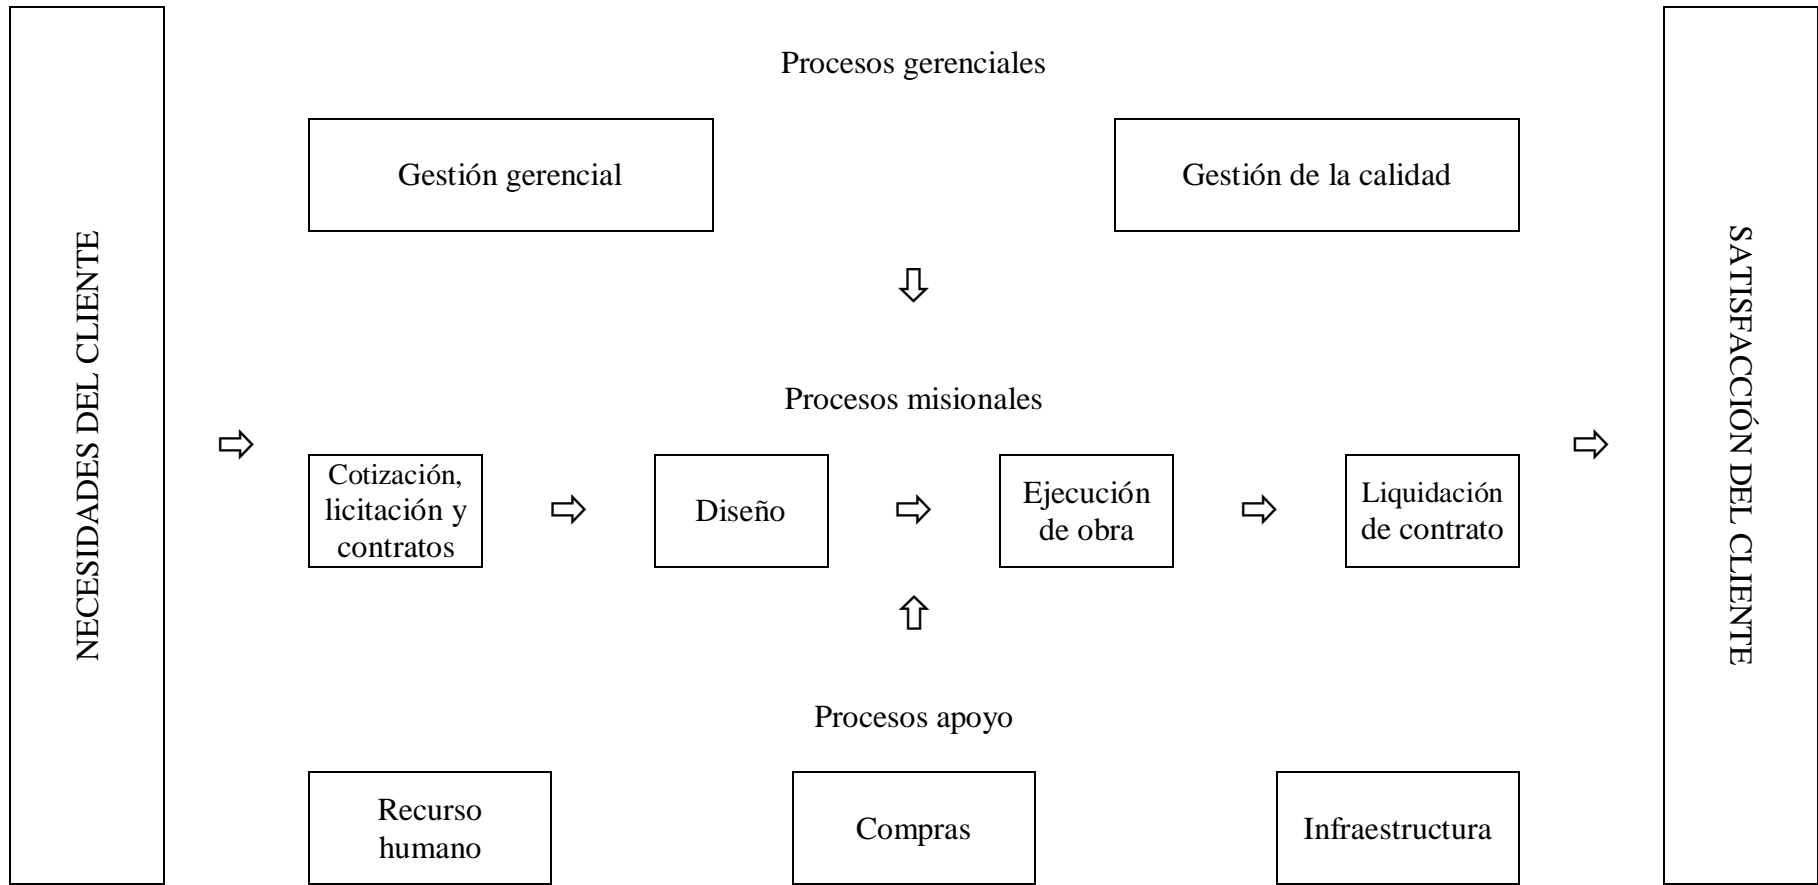 NECESIDADES DEL CLIENTE
Procesos gerenciales
Gestión gerencial
Gestión de la calidad
Procesos misionales
Cotización,
licitación y
contratos
Diseño
Ejecución
de obra
Liquidación
de contrato
Procesos apoyo
Recurso
humano
Compras
Infraestructura
SATISFACCIÓN DEL CLIENTE